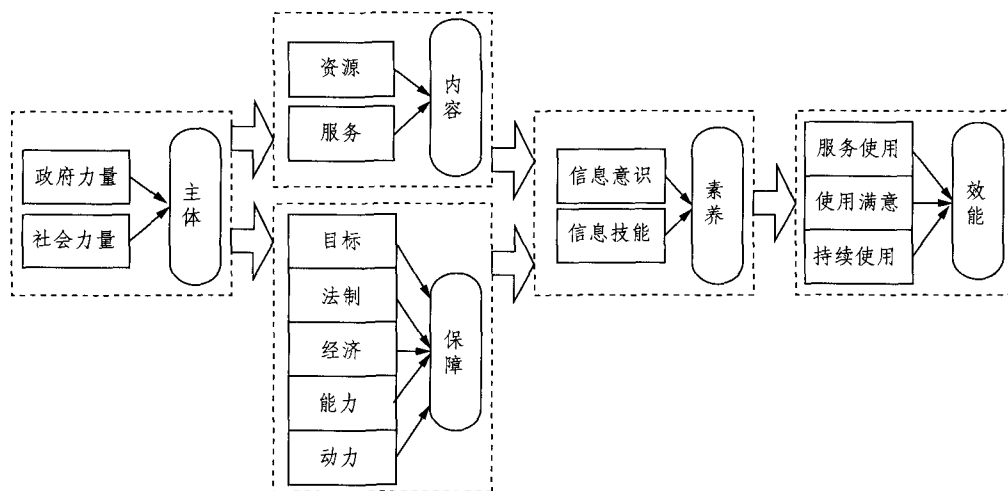 政府力量
社会力量
主体
资源
服务
内容
目标
法制
经济
能力
动力
保障
信息意识
信息技能
素养
服务使用
使用满意
持续使用
效能